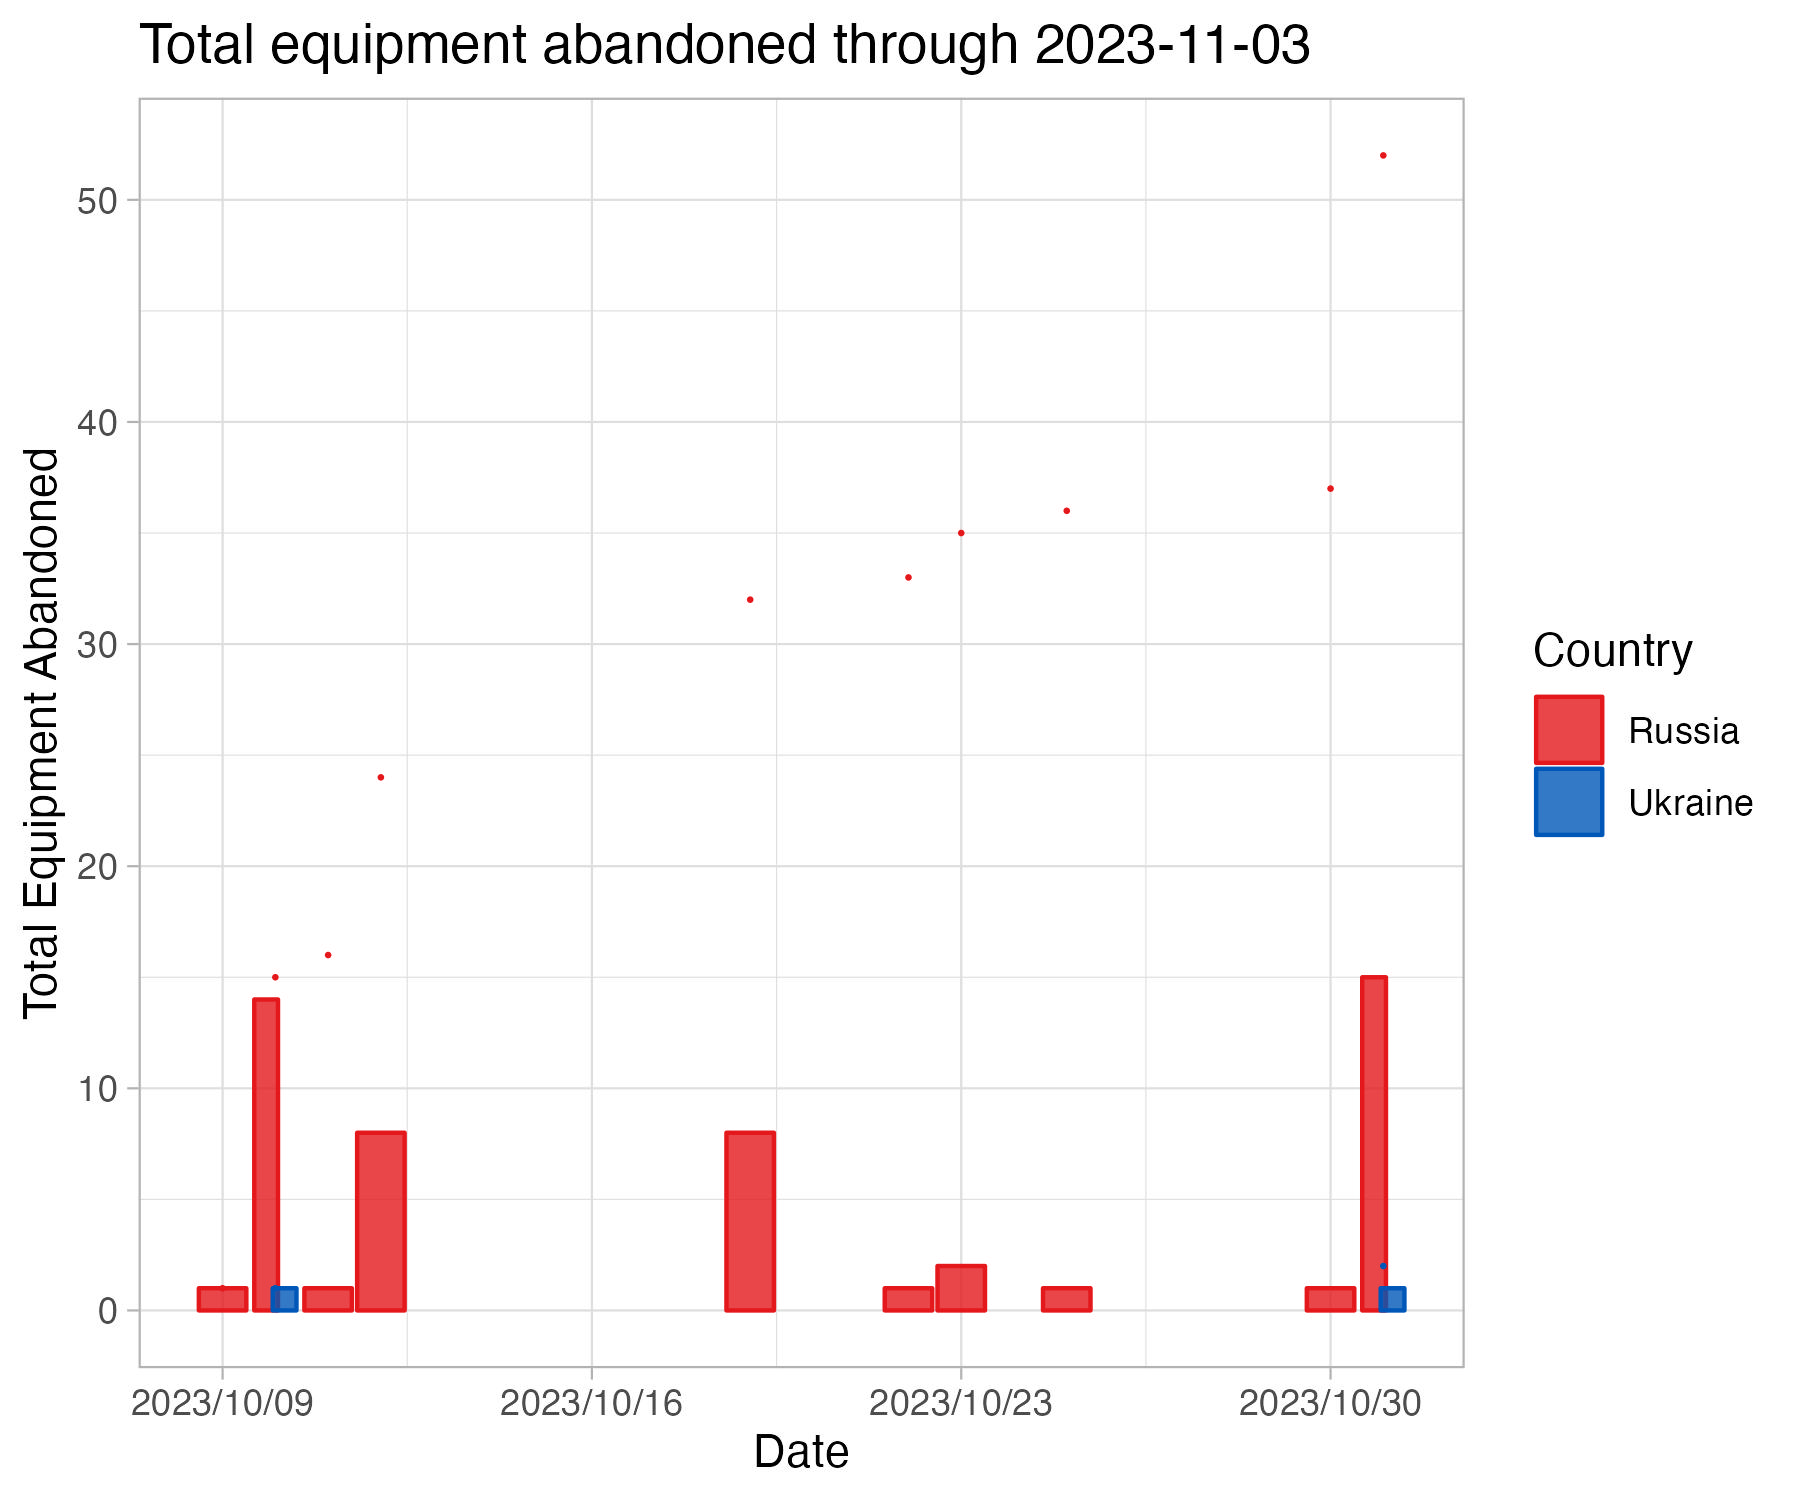 Total equipment abandoned through 2023-11-03
Total Equipment Abandoned
50
40
30
20
10
0
2023/10/09 2023/10/16 2023/10/23 2023/10/30
Date
Country
Russia
Ukraine